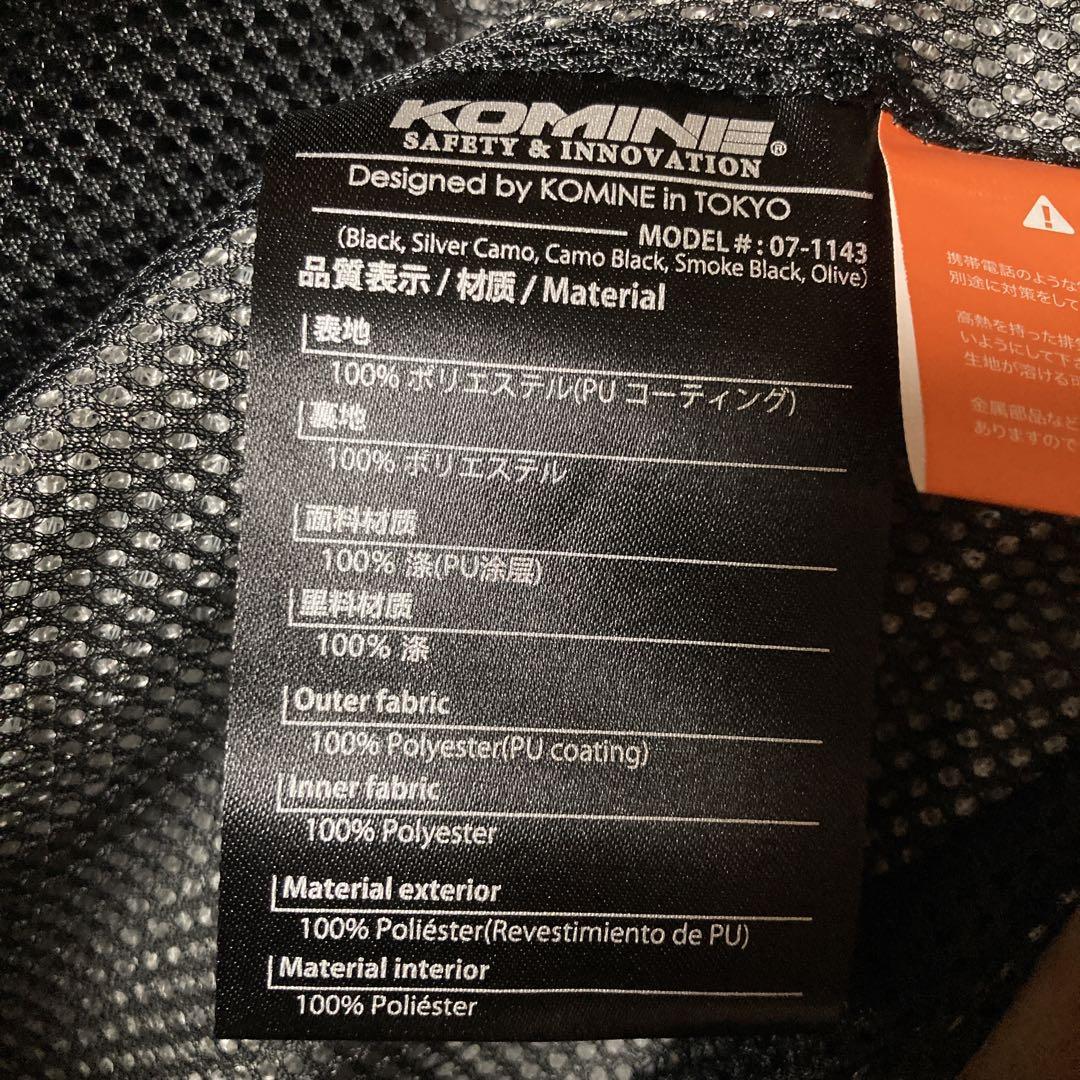 KOMINE®
SAFETY & INNOVATION
Designed by KOMINE in TOKYO
MODEL # : 07-1143
(Black, Silver Camo, Camo Black, Smoke Black, Olive)
品質表示 / 材质 / Material
表地
100% ポリエステル(PU コーティング)
裏地
100% ポリエステル
面料材质
100% 涤(PU涂层)
里料材质
100% 涤
Outer fabric
100% Polyester(PU coating)
Inner fabric
100% Polyester
Material exterior
100% Poliéster(Revestimiento de PU)
Material interior
100% Poliéster
携帯電話のような
別途に対策をして
高熱を持った排気
いようにして下さ
生地が溶ける可
金属部品など
ありますので